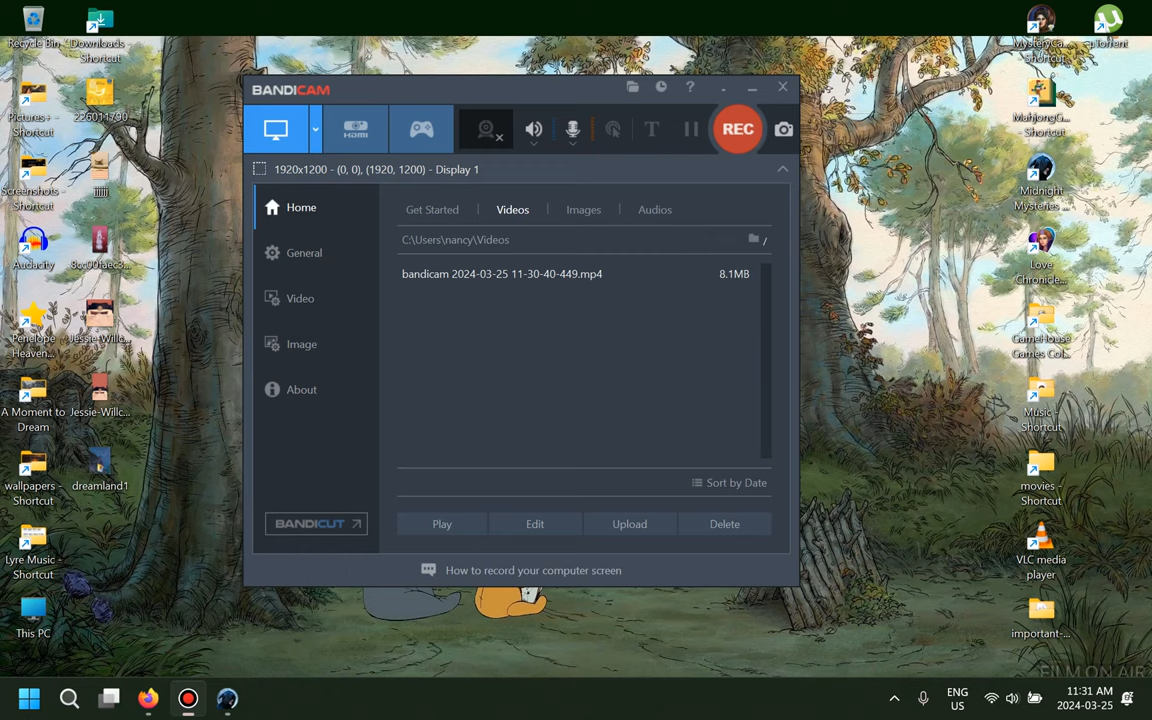 Recycle Bin
Downloads - Shortcut
Pictures - Shortcut
226011790
Screenshots - Shortcut
jjjjjj
Audacity
8cc00faec3...
Penelope Heaven...
Jessie-Willc...
A Moment to Dream
Jessie-Willc...
wallpapers - Shortcut
dreamland1
Lyre Music - Shortcut
This PC
BANDICAM
HDMI
T
REC
?
1920x1200 - (0, 0), (1920, 1200) - Display 1
Home
General
Video
Image
About
BANDICUT
Get Started
Videos
Images
Audios
C:\Users\nancy\Videos
/
bandicam 2024-03-25 11-30-40-449.mp4 8.1MB
Sort by Date
Play
Edit
Upload
Delete
How to record your computer screen
MysteryCa... - Shortcut
µTorrent
MahjongG... - Shortcut
Midnight Mysteries ...
Love Chronicle...
GameHouse Games Col...
Music - Shortcut
movies - Shortcut
VLC media player
important-...
FILM ON AIR
ENG
US
11:31 AM
2024-03-25